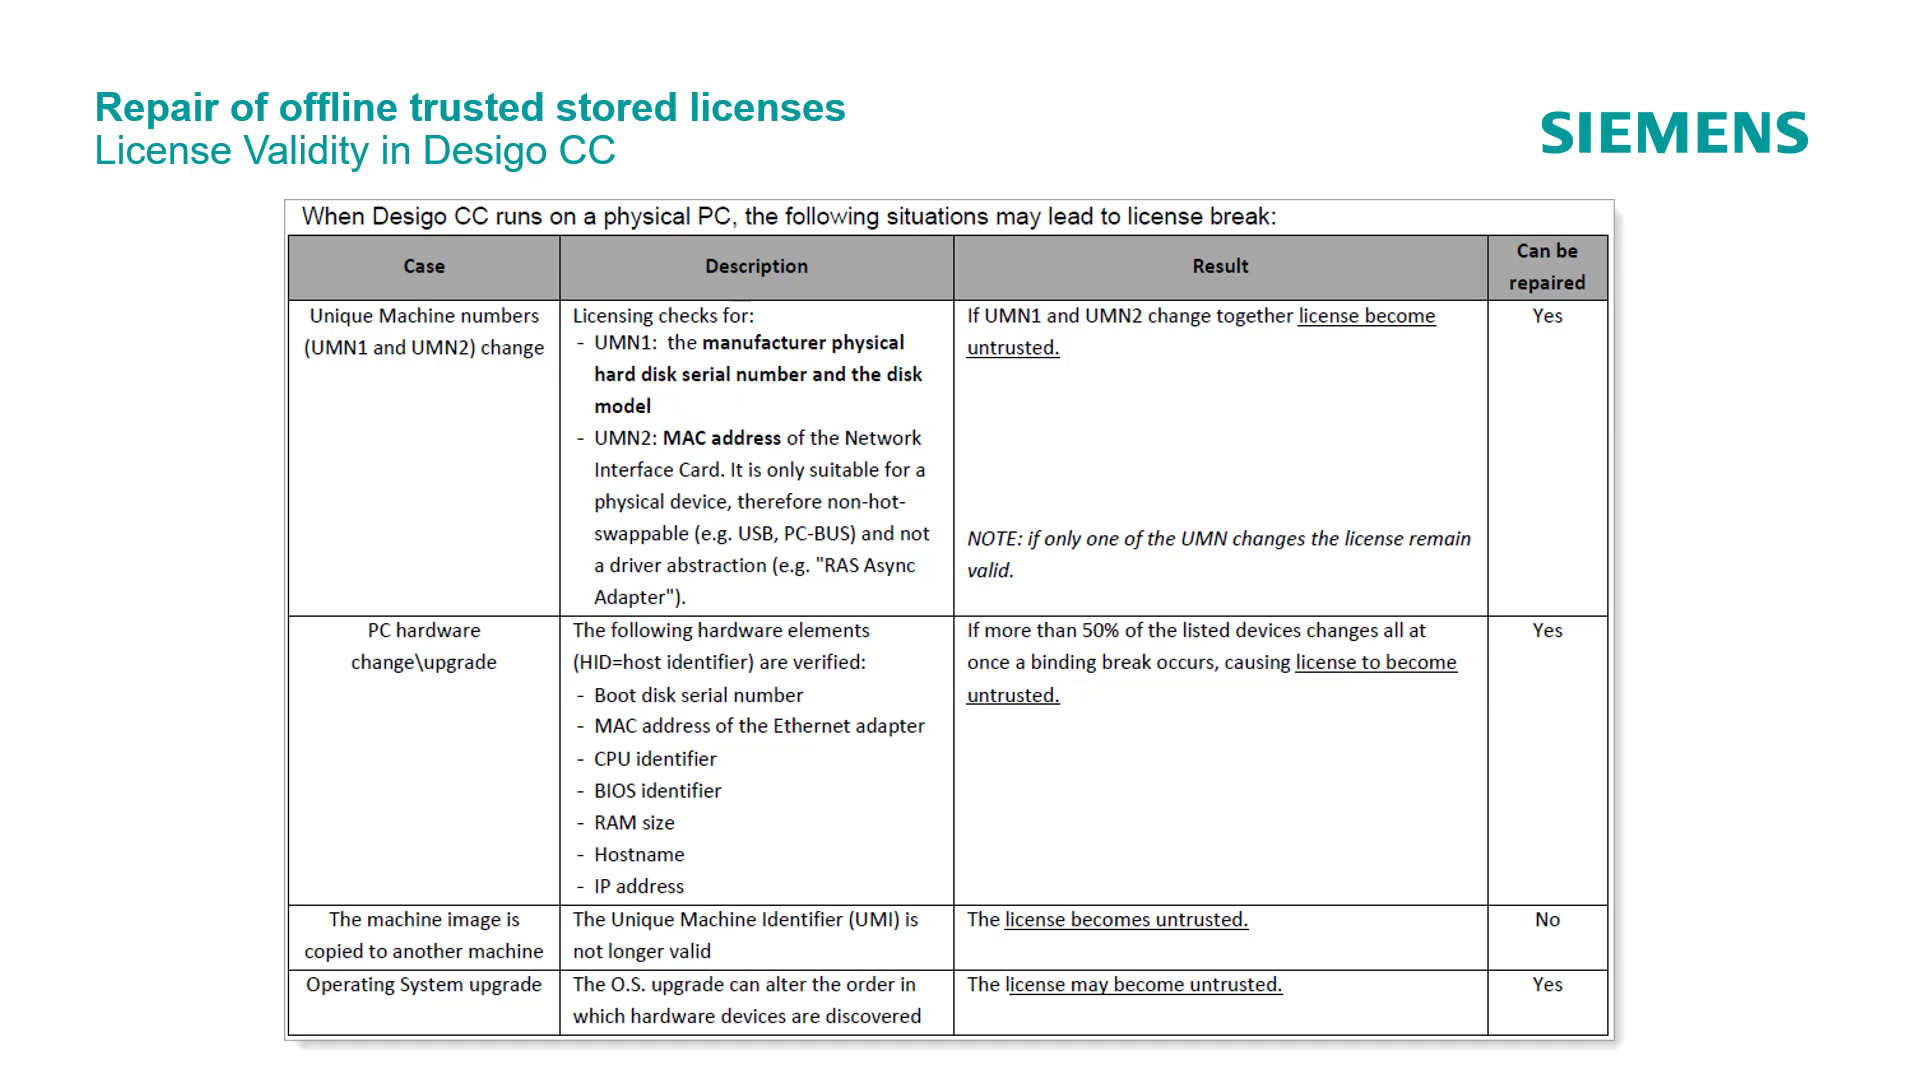 Repair of offline trusted stored licenses
License Validity in Desigo CC
SIEMENS
When Desigo CC runs on a physical PC, the following situations may lead to license break:
Case
Description
Result
Can be
repaired
Unique Machine numbers
(UMN1 and UMN2) change
Licensing checks for:
- UMN1:  the manufacturer physical
hard disk serial number and the disk
model
- UMN2: MAC address of the Network
Interface Card. It is only suitable for a
physical device, therefore non-hot-
swappable (e.g. USB, PC-BUS) and not
a driver abstraction (e.g. "RAS Async
Adapter").
If UMN1 and UMN2 change together license become
untrusted.
NOTE: if only one of the UMN changes the license remain
valid.
Yes
PC hardware
change\upgrade
The following hardware elements
(HID=host identifier) are verified:
- Boot disk serial number
- MAC address of the Ethernet adapter
- CPU identifier
- BIOS identifier
- RAM size
- Hostname
- IP address
If more than 50% of the listed devices changes all at
once a binding break occurs, causing license to become
untrusted.
Yes
The machine image is
copied to another machine
The Unique Machine Identifier (UMI) is
not longer valid
The license becomes untrusted.
No
Operating System upgrade
The O.S. upgrade can alter the order in
which hardware devices are discovered
The license may become untrusted.
Yes